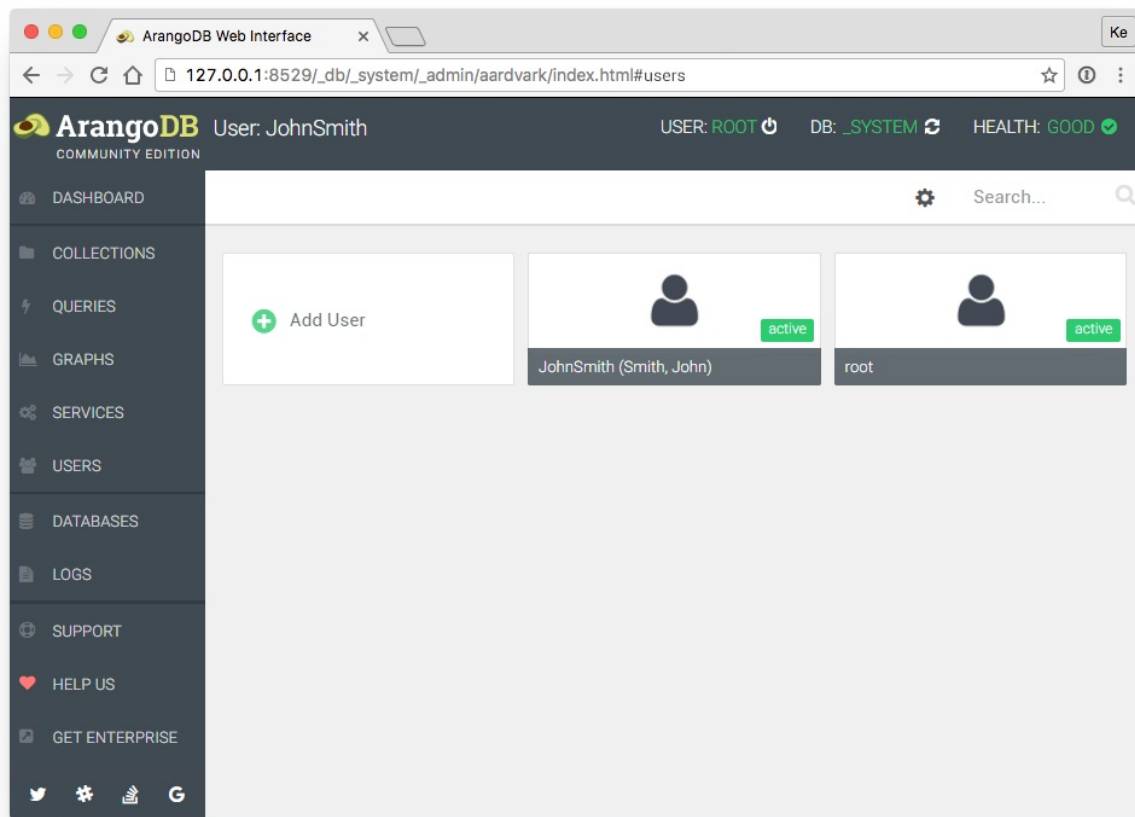 ArangoDB Web Interface
Ke
127.0.0.1:8529/_db/_system/_admin/aardvark/index.html#users
ArangoDB User: JohnSmith USER: ROOT DB: _SYSTEM HEALTH: GOOD
COMMUNITY EDITION
DASHBOARD
Search...
COLLECTIONS
QUERIES
GRAPHS
SERVICES
USERS
DATABASES
LOGS
SUPPORT
HELP US
GET ENTERPRISE
Add User
active
JohnSmith (Smith, John)
active
root